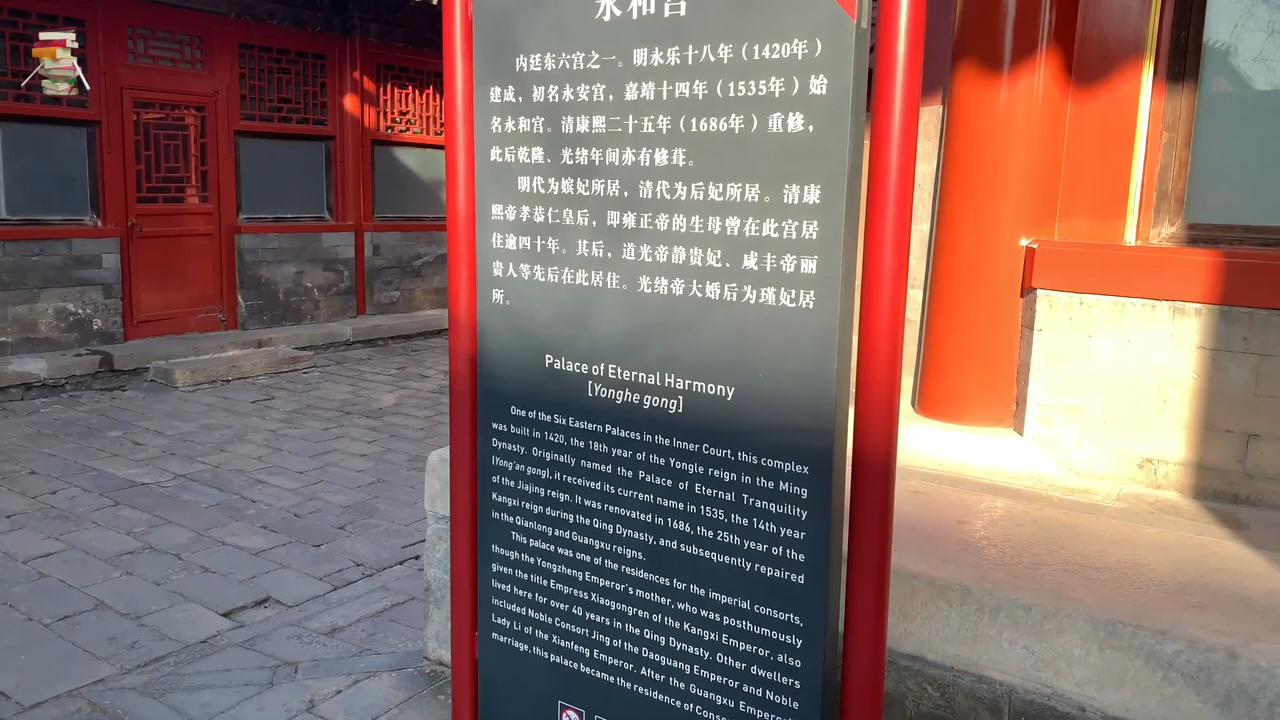 永和宫
内廷东六宫之一。明永乐十八年（1420年）
建成，初名永安宫，嘉靖十四年（1535年）始
名永和宫。清康熙二十五年（1686年）重修，
此后乾隆、光绪年间亦有修葺。
明代为嫔妃所居，清代为后妃所居。清康
熙帝孝恭仁皇后，即雍正帝的生母曾在此宫居
住逾四十年。其后，道光帝静贵妃、咸丰帝丽
贵人等先后在此居住。光绪帝大婚后为瑾妃居
所。
Palace of Eternal Harmony
[Yonghe gong]
One of the Six Eastern Palaces in the Inner Court, this complex
was built in 1420, the 18th year of the Yongle reign in the Ming
Dynasty. Originally named the Palace of Eternal Tranquility
(Yong'an gong), it received its current name in 1535, the 14th year
of the Jiajing reign. It was renovated in 1686, the 25th year of the
Kangxi reign during the Qing Dynasty, and subsequently repaired
in the Qianlong and Guangxu reigns.
This palace was one of the residences for the imperial consorts,
though the Yongzheng Emperor's mother, who was posthumously
given the title Empress Xiaogongren of the Kangxi Emperor, also
lived here for over 40 years in the Qing Dynasty. Other dwellers
included Noble Consort Jing of the Daoguang Emperor and Noble
Lady Li of the Xianfeng Emperor. After the Guangxu Emperor's
marriage, this palace became the residence of